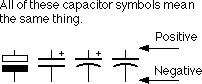 All of these capacitor symbols mean
the same thing.
Positive
+ + +
Negative